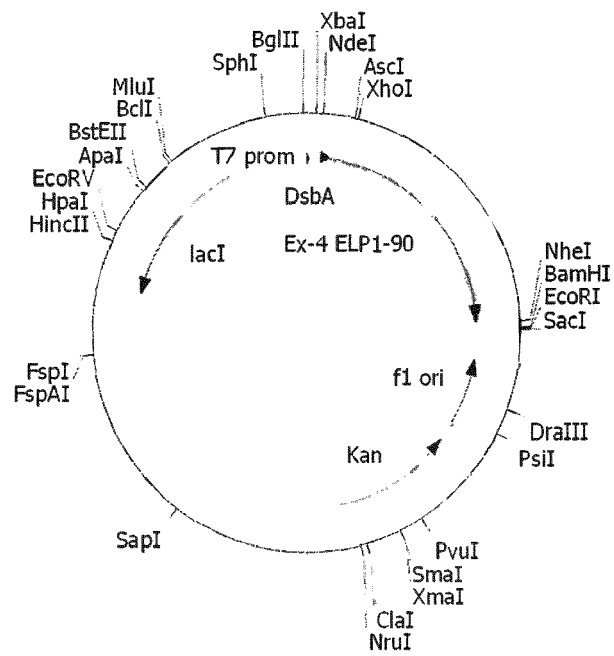 XbaI
BglII
NdeI
SphI
AscI
XhoI
MluI
BclI
BstEII
ApaI
EcoRV
HpaI
HincII
T7 prom
DsbA
Ex-4 ELP1-90
lacI
NheI
BamHI
EcoRI
SacI
FspI
FspAI
f1 ori
DraIII
PsiI
Kan
SapI
PvuI
SmaI
XmaI
ClaI
NruI